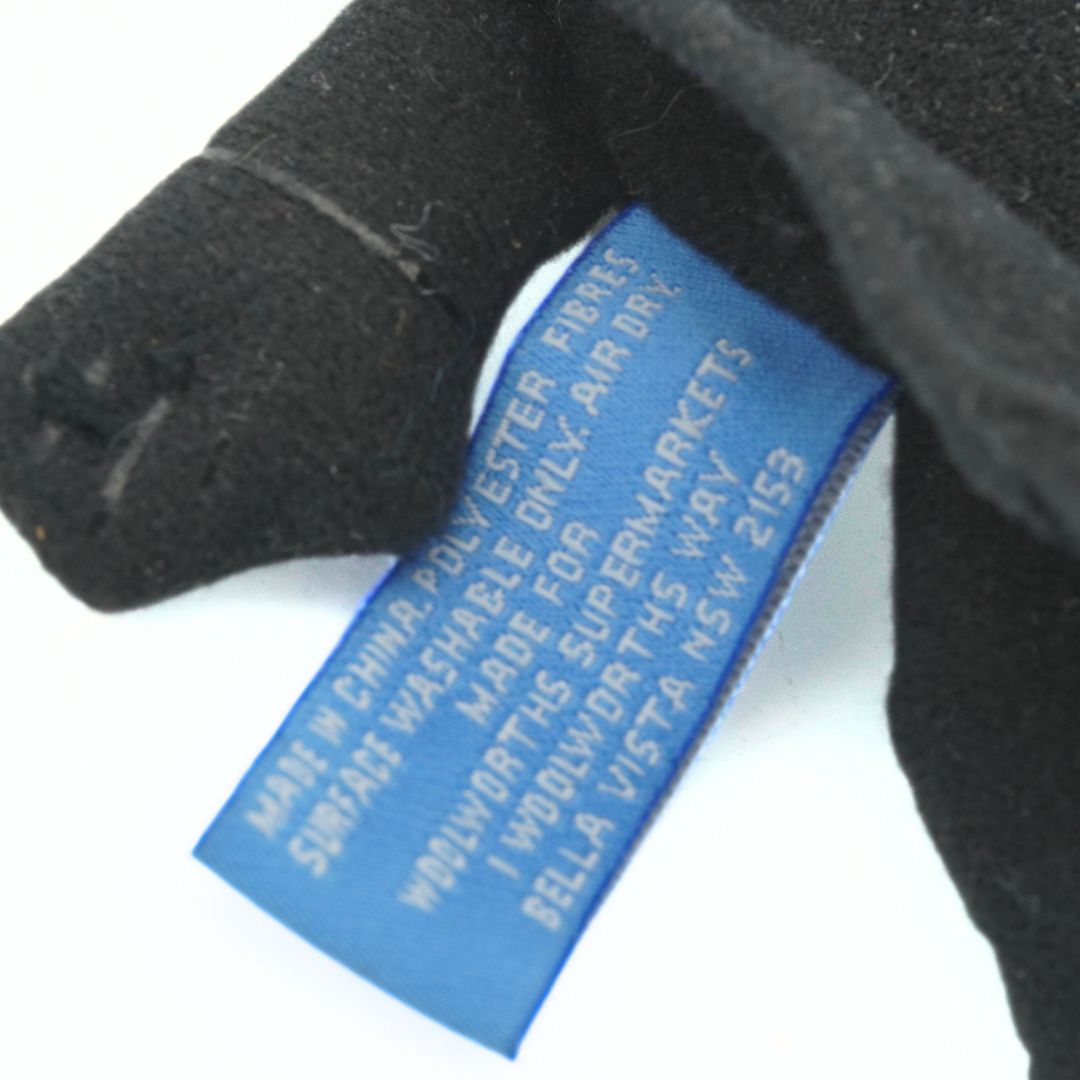 MADE IN CHINA. POLYESTER FIBRES
SURFACE WASHABLE ONLY. AIR DRY.
MADE FOR
WOOLWORTHS SUPERMARKETS
1 WOOLWORTHS WAY
BELLA VISTA NSW 2153